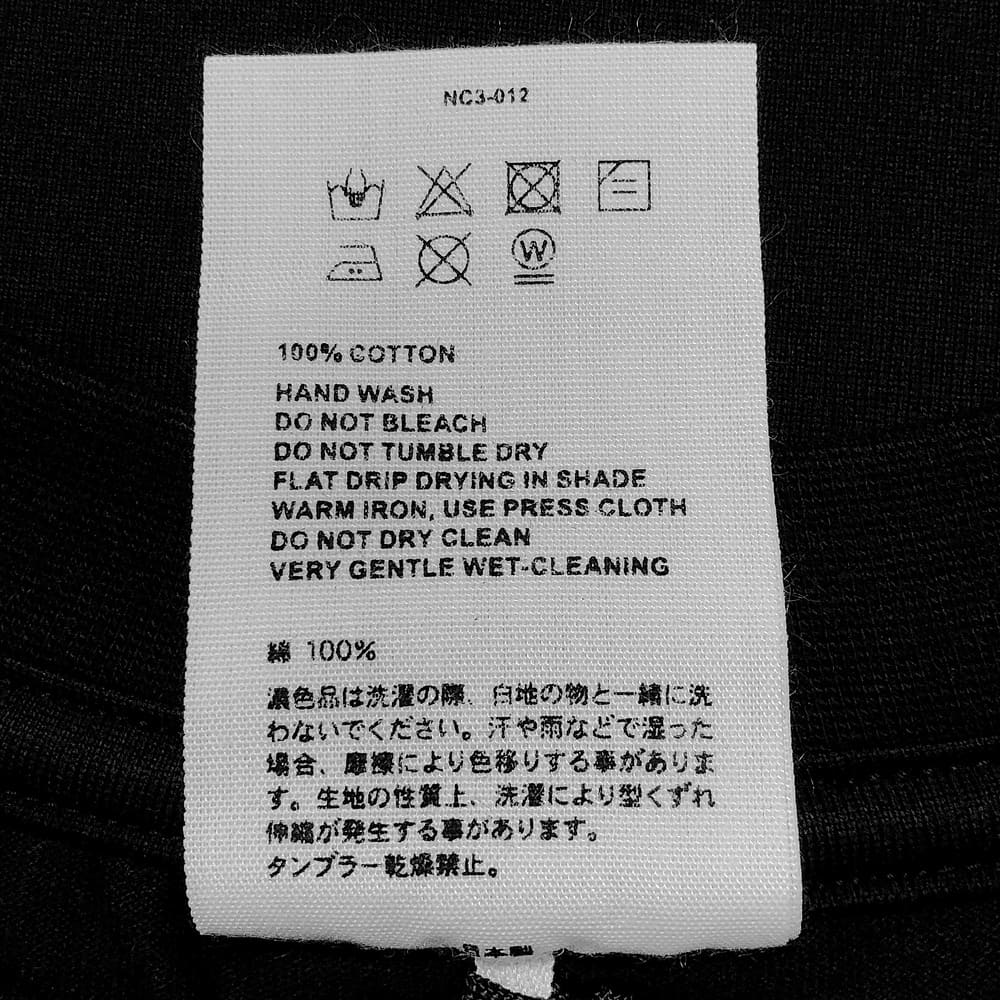 NC3-012
W
100% COTTON
HAND WASH
DO NOT BLEACH
DO NOT TUMBLE DRY
FLAT DRIP DRYING IN SHADE
WARM IRON, USE PRESS CLOTH
DO NOT DRY CLEAN
VERY GENTLE WET-CLEANING
綿 100%
濃色品は洗濯の際、白地の物と一緒に洗
わないでください。汗や雨などで湿った
場合、摩擦により色移りする事がありま
す。生地の性質上、洗濯により型くずれ
伸縮が発生する事があります。
タンブラー乾燥禁止。